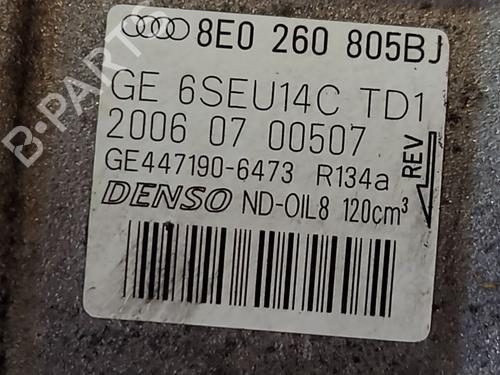 8E0 260 805BJ
GE 6SEU14C TD1
2006 07 00507
GE447190-6473 R134a
REV
DENSO ND-OIL8 120cm³
B-PARTS